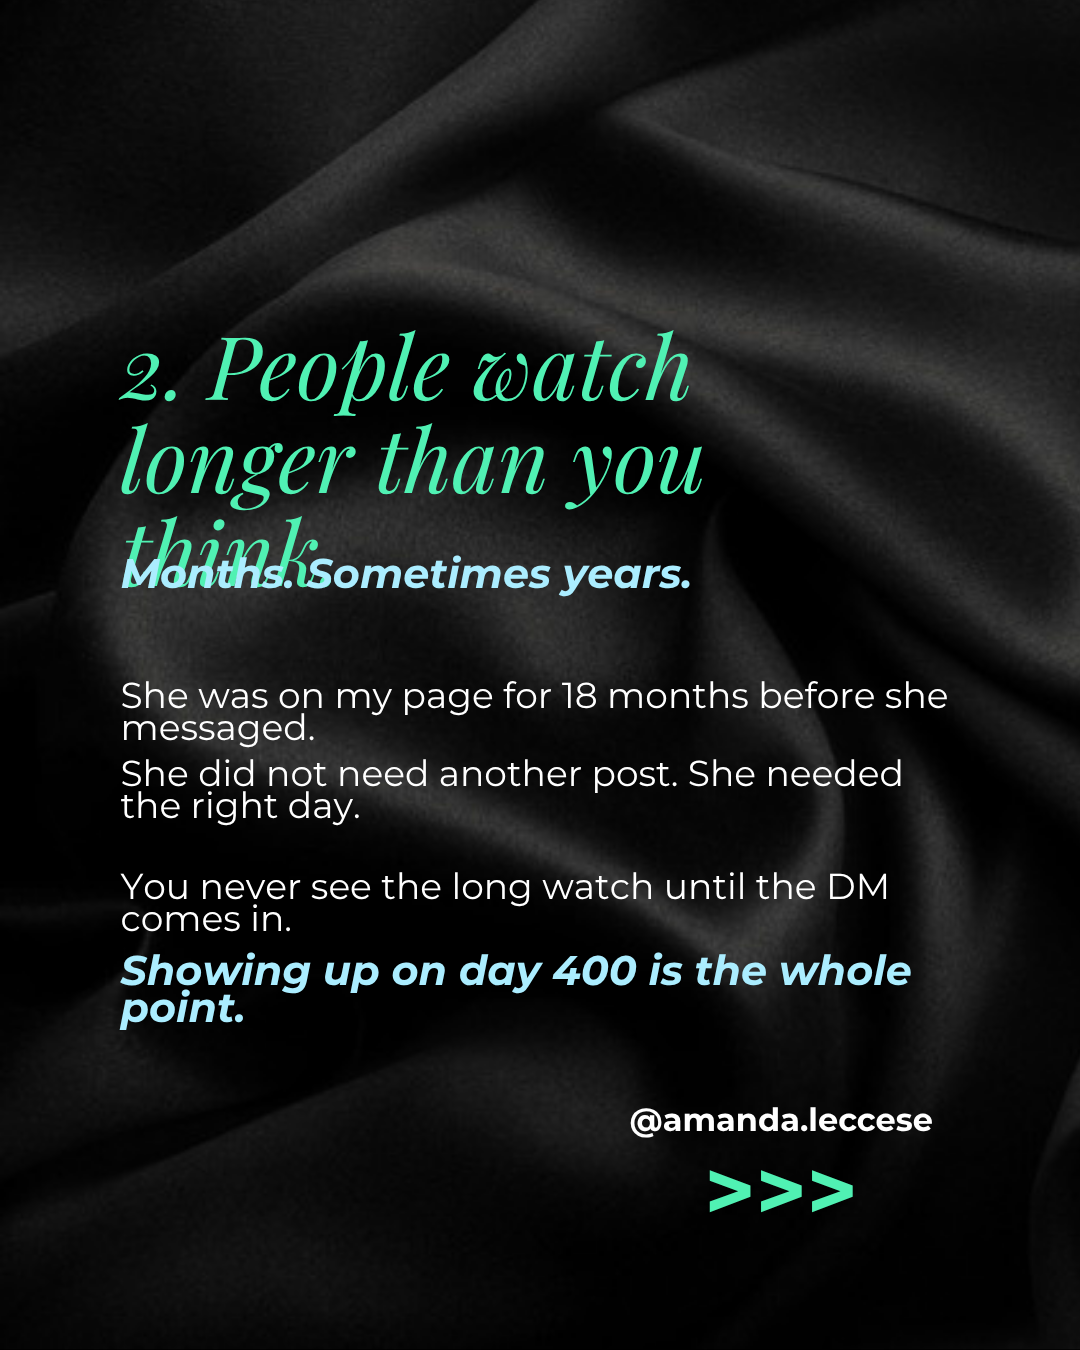 2. People watch
longer than you
think.
Months. Sometimes years.
She was on my page for 18 months before she
messaged.
She did not need another post. She needed
the right day.
You never see the long watch until the DM
comes in.
Showing up on day 400 is the whole
point.
@amanda.leccese
>>>